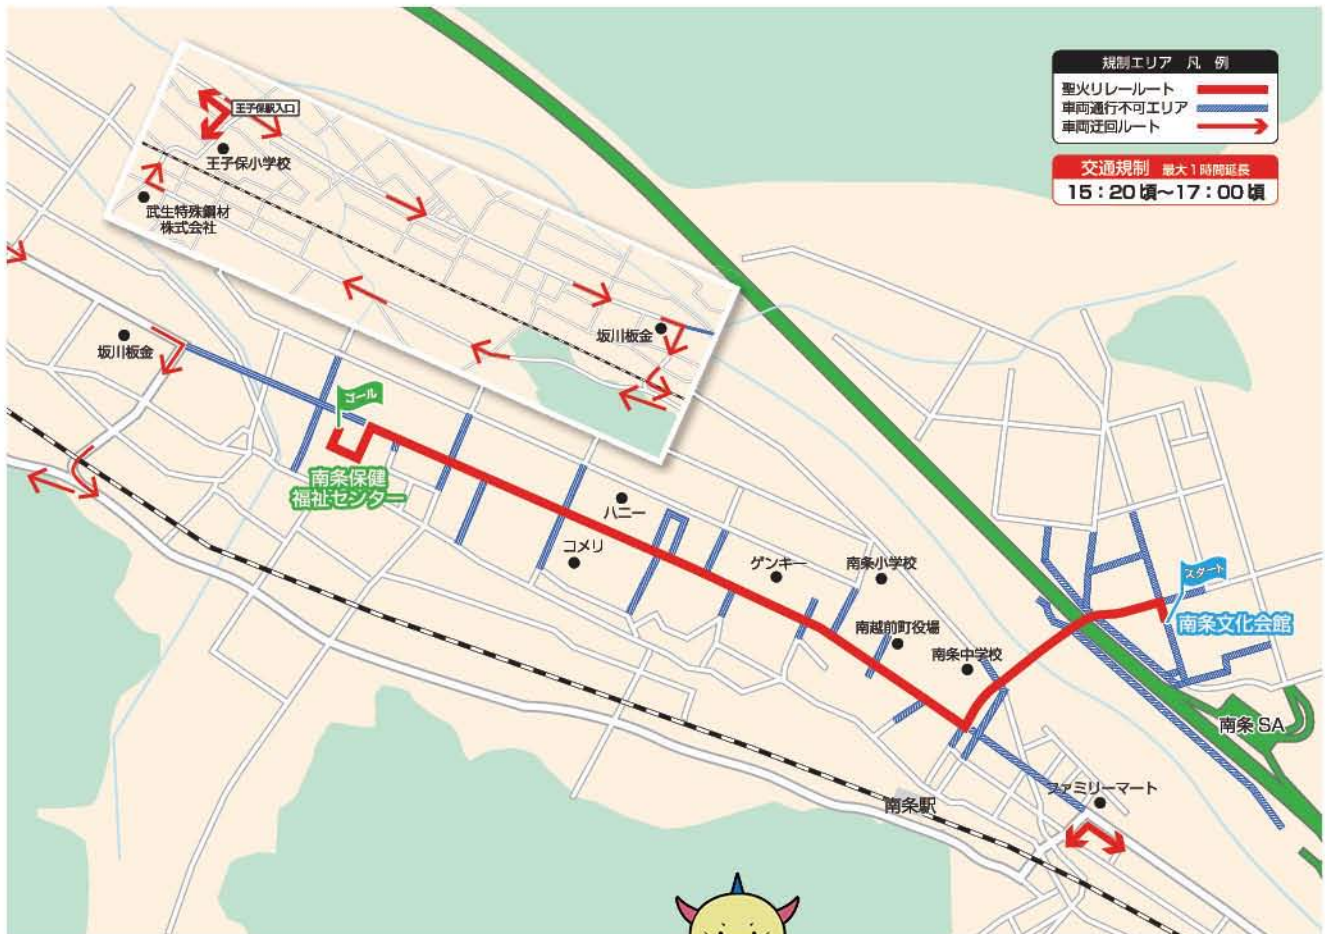 規制エリア 凡 例
聖火リレールート
車両通行不可エリア
車両迂回ルート
交通規制 最大1時間延長
15:20頃〜17:00頃
王子保駅入口
王子保小学校
武生特殊鋼材
株式会社
坂川板金
坂川板金
ゴール
南条保健
福祉センター
ハニー
コメリ
ゲンキー
南条小学校
南越前町役場
南条中学校
スタート
南条文化会館
南条SA
ファミリーマート
南条駅